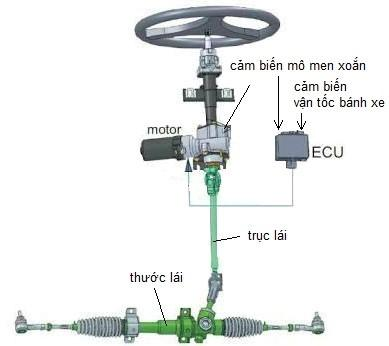 cảm biến mô men xoắn
cảm biến
vận tốc bánh xe
motor
ECU
trục lái
thước lái